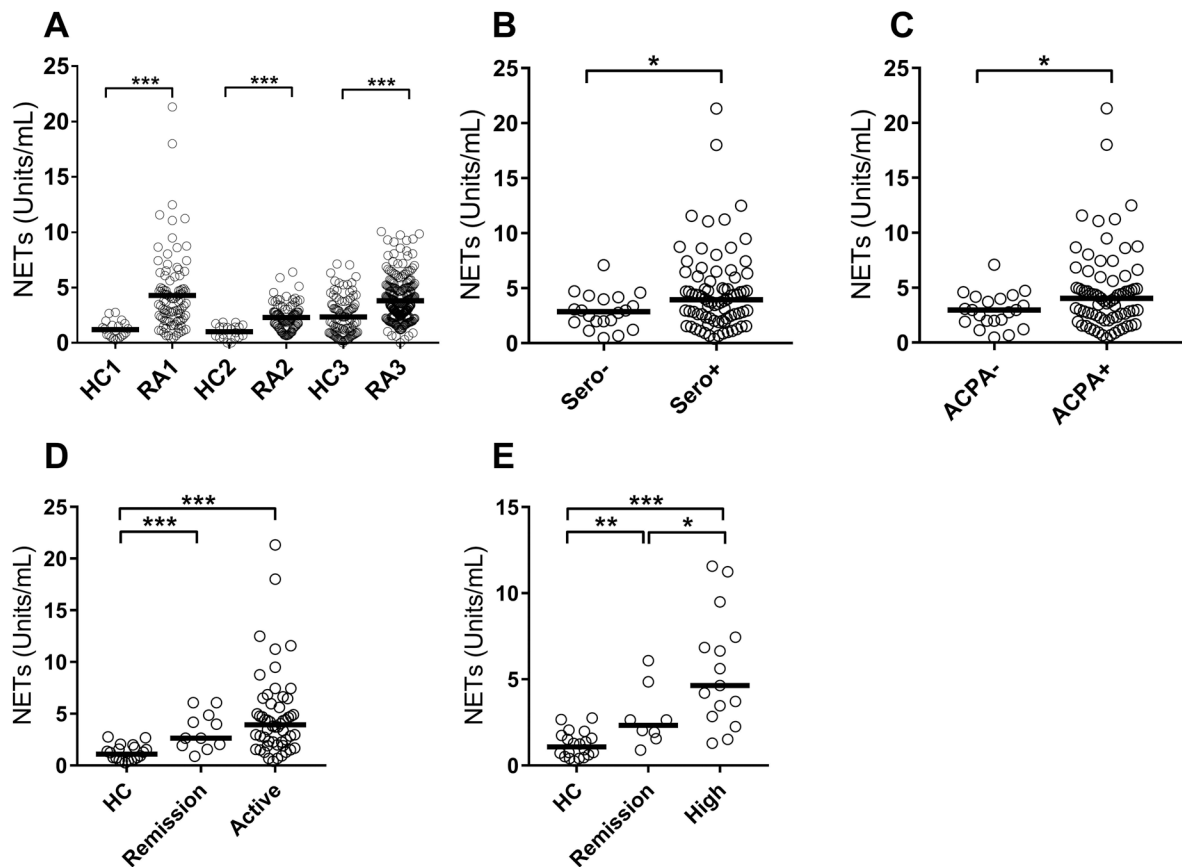 A
NETs (Units/mL)
25
20
15
10
5
0
***
***
***
HC1
RA1
HC2
RA2
HC3
RA3
B
NETs (Units/mL)
25
20
15
10
5
0
*
Sero-
Sero+
C
NETs (Units/mL)
25
20
15
10
5
0
*
ACPA-
ACPA+
D
NETs (Units/mL)
25
20
15
10
5
0
***
***
HC
Remission
Active
E
NETs (Units/mL)
15
10
5
0
***
**
*
HC
Remission
High